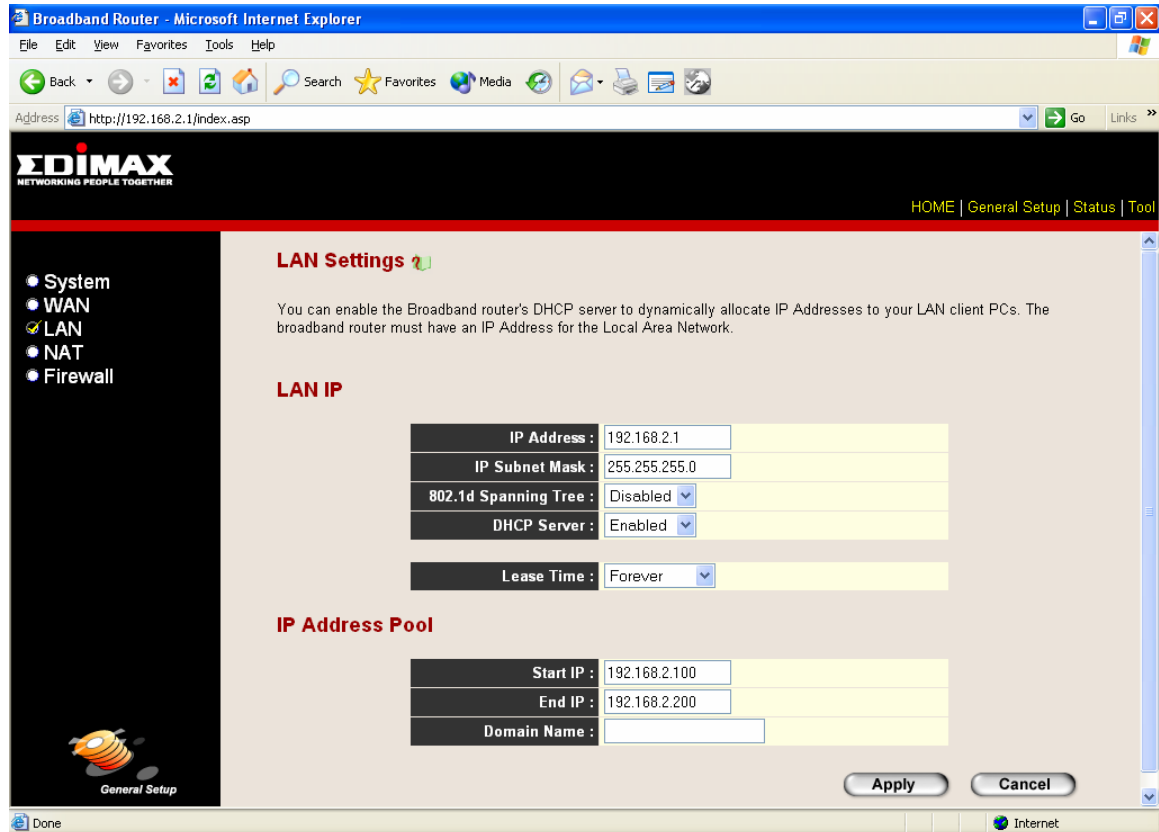 Broadband Router - Microsoft Internet Explorer
File Edit View Favorites Tools Help
Back Search Favorites Media
Address http://192.168.2.1/index.asp Go Links »
EDIMAX
NETWORKING PEOPLE TOGETHER
HOME | General Setup | Status | Tool
System
WAN
LAN
NAT
Firewall
General Setup
LAN Settings
You can enable the Broadband router's DHCP server to dynamically allocate IP Addresses to your LAN client PCs. The
broadband router must have an IP Address for the Local Area Network.
LAN IP
IP Address : 192.168.2.1
IP Subnet Mask : 255.255.255.0
802.1d Spanning Tree : Disabled
DHCP Server : Enabled
Lease Time : Forever
IP Address Pool
Start IP : 192.168.2.100
End IP : 192.168.2.200
Domain Name :
Apply Cancel
Done Internet